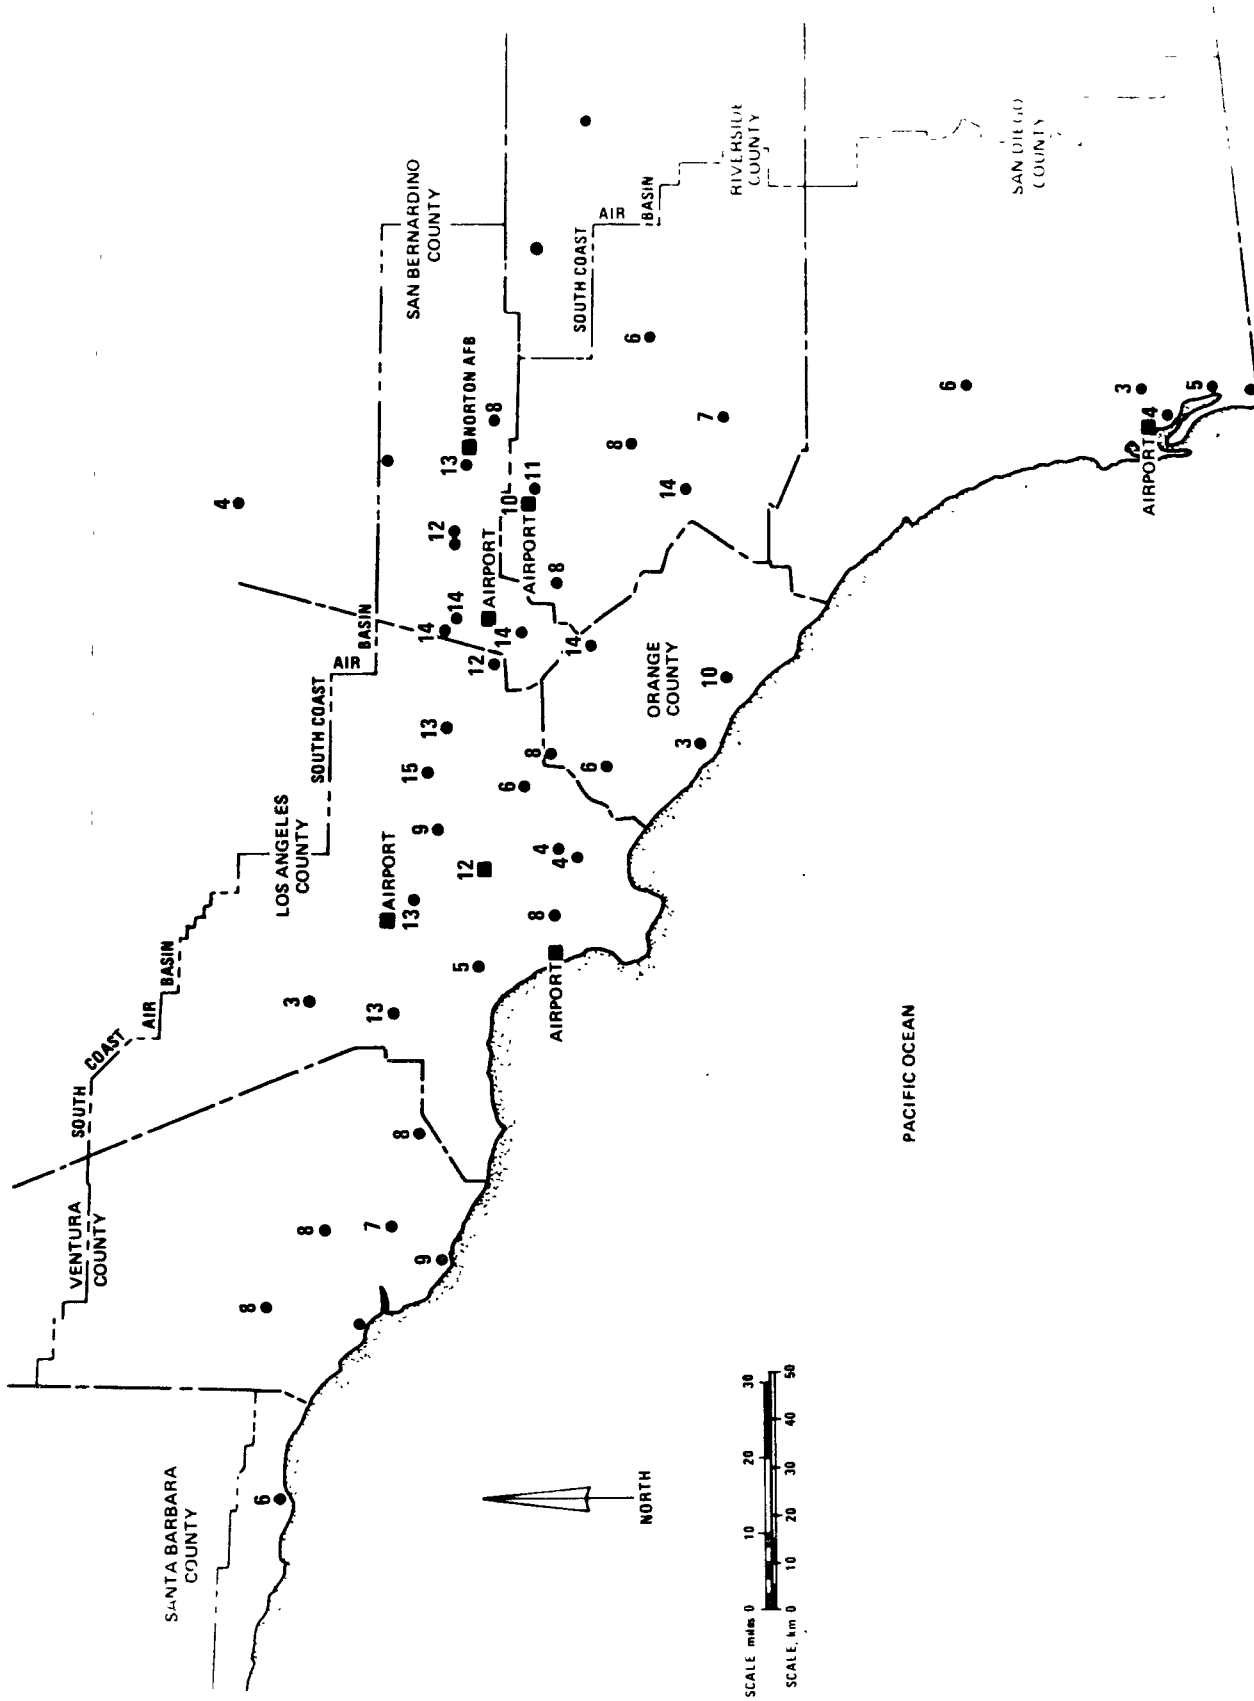 SANTA BARBARA
COUNTY
VENTURA
COUNTY
SOUTH
COAST
AIR
BASIN
LOS ANGELES
COUNTY
SOUTH COAST
AIR
BASIN
SAN BERNARDINO
COUNTY
SOUTH COAST
AIR
BASIN
RIVERSIDE
COUNTY
SAN DIEGO
COUNTY
ORANGE
COUNTY
PACIFIC OCEAN
NORTON AFB
AIRPORT
AIRPORT
AIRPORT
AIRPORT
AIRPORT
6
8
8
7
9
8
3
13
5
13
8
12
9
4
4
15
6
13
8
6
3
10
12
14
14
14
14
12
8
10
11
13
8
4
14
8
7
6
6
3
4
5
NORTH
SCALE miles 0 10 20 30
SCALE, km 0 10 20 30 40 50